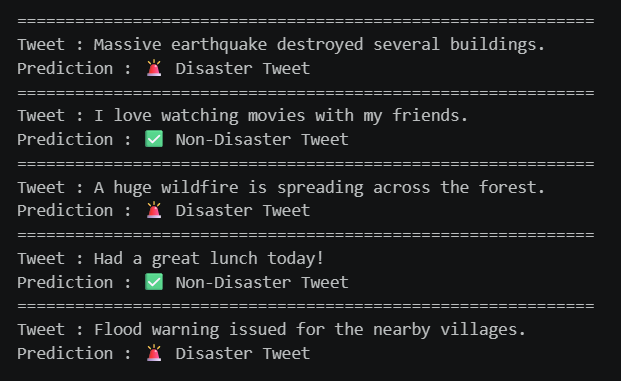 ============================================================
Tweet : Massive earthquake destroyed several buildings.
Prediction : 🚨 Disaster Tweet
============================================================
Tweet : I love watching movies with my friends.
Prediction : ✅ Non-Disaster Tweet
============================================================
Tweet : A huge wildfire is spreading across the forest.
Prediction : 🚨 Disaster Tweet
============================================================
Tweet : Had a great lunch today!
Prediction : ✅ Non-Disaster Tweet
============================================================
Tweet : Flood warning issued for the nearby villages.
Prediction : 🚨 Disaster Tweet